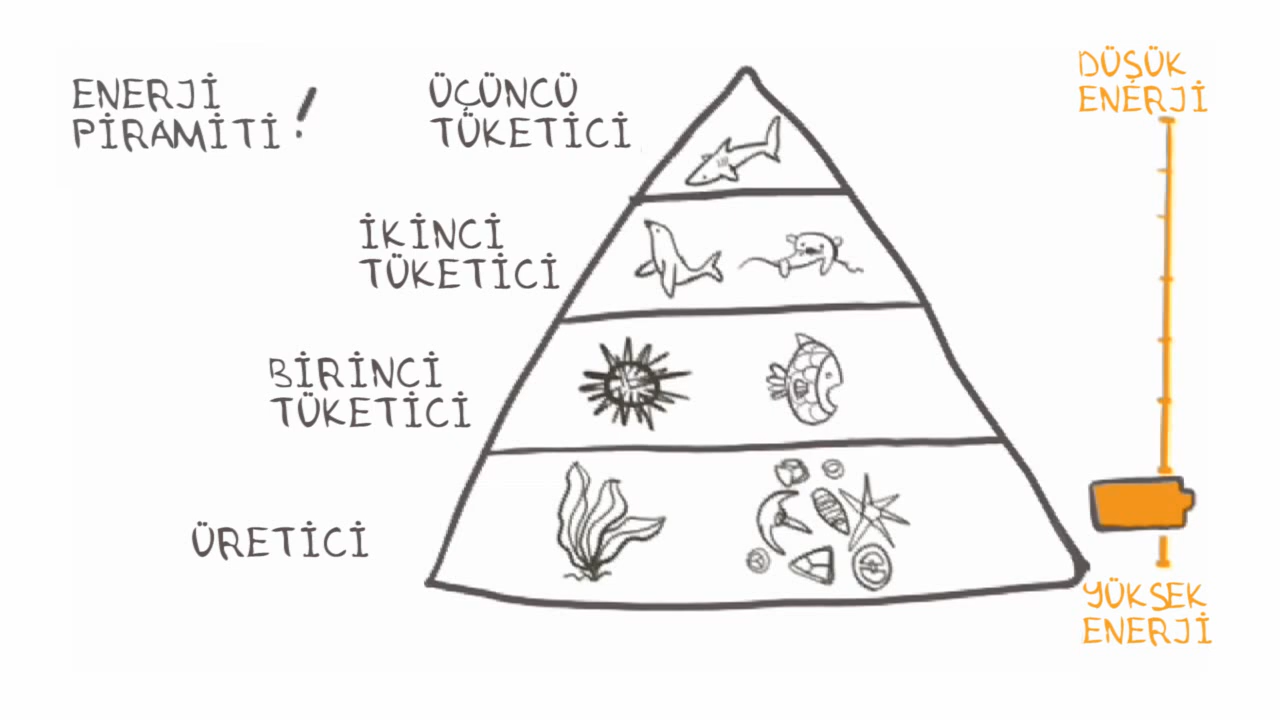 ENERJİ
PİRAMİTİ!
ÜÇÜNCÜ
TÜKETİCİ
DÜŞÜK
ENERJİ
İKİNCİ
TÜKETİCİ
BİRİNCİ
TÜKETİCİ
ÜRETİCİ
YÜKSEK
ENERJİ